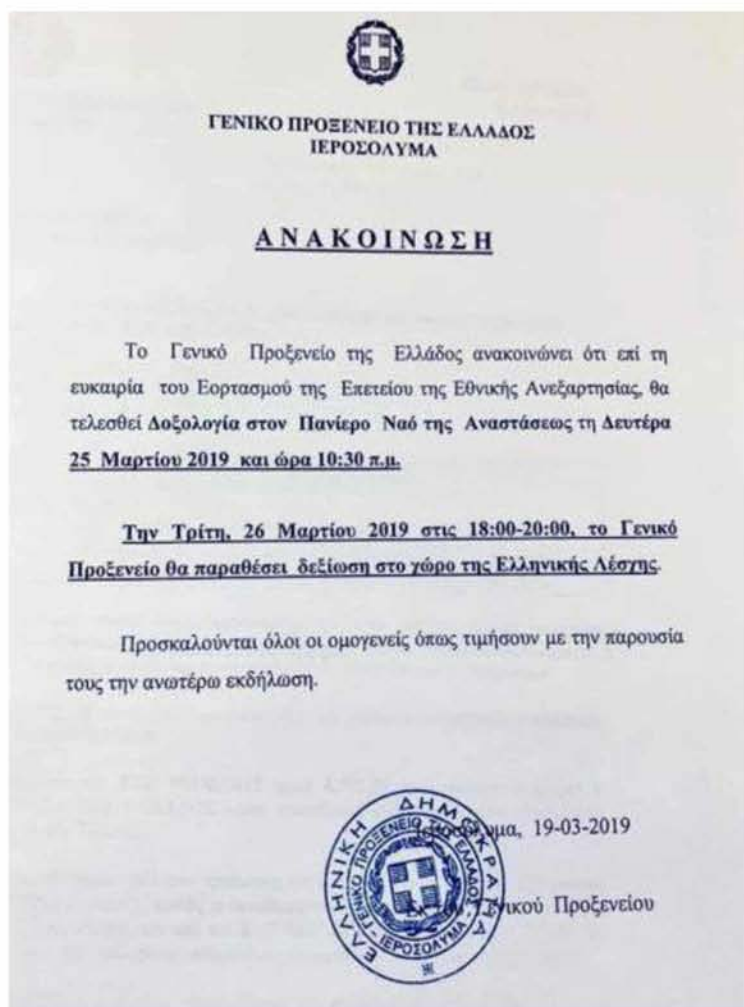 ΓΕΝΙΚΟ ΠΡΟΞΕΝΕΙΟ ΤΗΣ ΕΛΛΑΔΟΣ
ΙΕΡΟΣΟΛΥΜΑ
ΑΝΑΚΟΙΝΩΣΗ
Το Γενικό Προξενείο της Ελλάδος ανακοινώνει ότι επί τη
ευκαιρία του Εορτασμού της Επετείου της Εθνικής Ανεξαρτησίας, θα
τελεσθεί Δοξολογία στον Πανίερο Ναό της Αναστάσεως τη Δευτέρα
25 Μαρτίου 2019 και ώρα 10:30 π.μ.
Την Τρίτη, 26 Μαρτίου 2019 στις 18:00-20:00, το Γενικό
Προξενείο θα παραθέσει δεξίωση στο χώρο της Ελληνικής Λέσχης.
Προσκαλούνται όλοι οι ομογενείς όπως τιμήσουν με την παρουσία
τους την ανωτέρω εκδήλωση.
Ιεροσόλυμα, 19-03-2019
Γενικού Προξενείου
ΕΛΛΗΝΙΚΗ ΔΗΜΟΚΡΑΤΙΑ
ΓΕΝΙΚΟ ΠΡΟΞΕΝΕΙΟ ΤΗΣ ΕΛΛΑΔΟΣ
ΙΕΡΟΣΟΛΥΜΑ